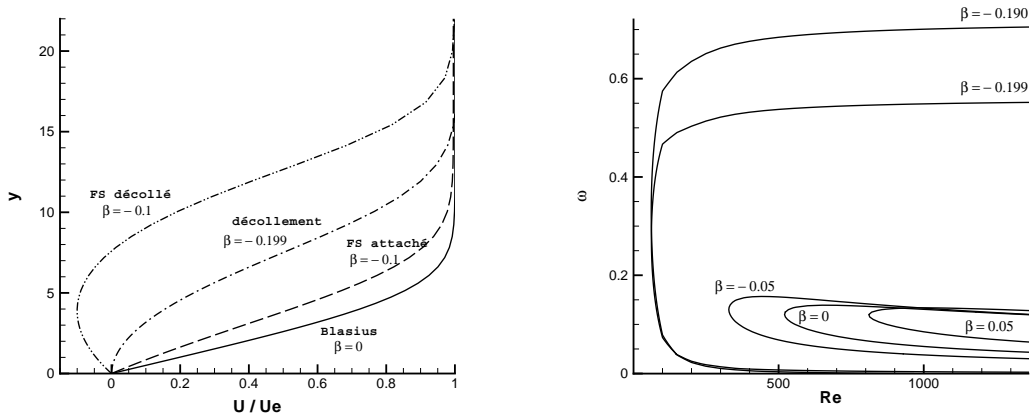 y
20
15
10
5
0
0
0.2
0.4
0.6
0.8
1
U / Ue
FS décollé
β = – 0.1
décollement
β = – 0.199
FS attaché
β = – 0.1
Blasius
β = 0
ω
0.6
0.4
0.2
0
500
1000
Re
β = – 0.190
β = – 0.199
β = – 0.05
β = 0
β = 0.05